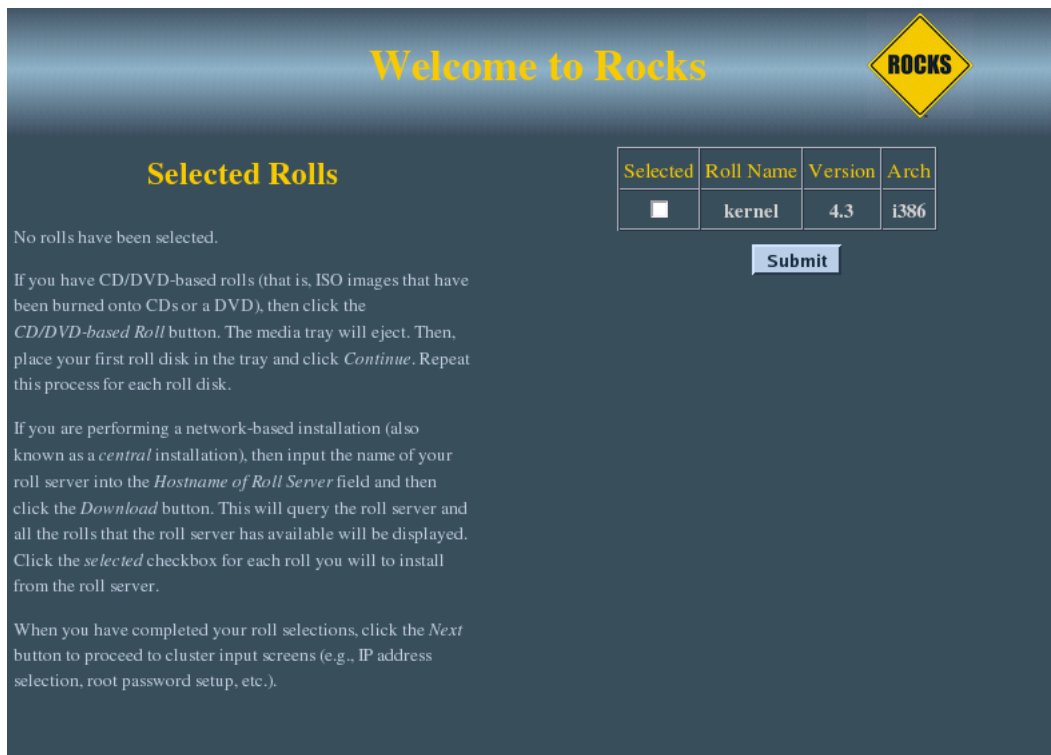 Welcome to Rocks
ROCKS
Selected Rolls
No rolls have been selected.
If you have CD/DVD-based rolls (that is, ISO images that have
been burned onto CDs or a DVD), then click the
CD/DVD-based Roll button. The media tray will eject. Then,
place your first roll disk in the tray and click Continue. Repeat
this process for each roll disk.
If you are performing a network-based installation (also
known as a central installation), then input the name of your
roll server into the Hostname of Roll Server field and then
click the Download button. This will query the roll server and
all the rolls that the roll server has available will be displayed.
Click the selected checkbox for each roll you will to install
from the roll server.
When you have completed your roll selections, click the Next
button to proceed to cluster input screens (e.g., IP address
selection, root password setup, etc.).
Selected Roll Name Version Arch
kernel 4.3 i386
Submit